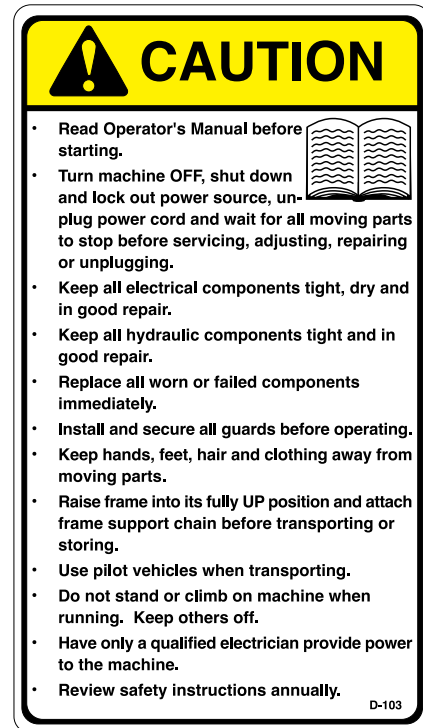 CAUTION
· Read Operator's Manual before
starting.
· Turn machine OFF, shut down
and lock out power source, un-
plug power cord and wait for all moving parts
to stop before servicing, adjusting, repairing
or unplugging.
· Keep all electrical components tight, dry and
in good repair.
· Keep all hydraulic components tight and in
good repair.
· Replace all worn or failed components
immediately.
· Install and secure all guards before operating.
· Keep hands, feet, hair and clothing away from
moving parts.
· Raise frame into its fully UP position and attach
frame support chain before transporting or
storing.
· Use pilot vehicles when transporting.
· Do not stand or climb on machine when
running.  Keep others off.
· Have only a qualified electrician provide power
to the machine.
· Review safety instructions annually.
D-103